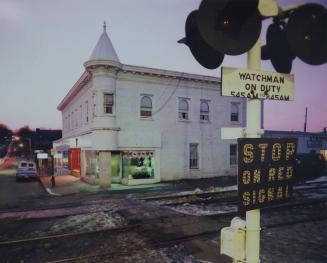 WATCHMAN
ON DUTY
STOP
ON RED
SIGNAL